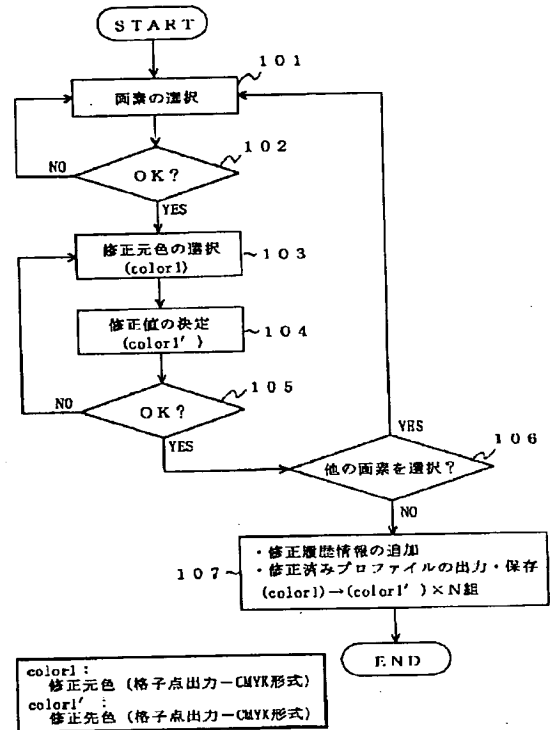 START
101
画素の選択
102
NO
OK?
YES
修正元色の選択
(color1)
103
修正値の決定
(color1′ )
104
105
NO
OK?
YES
YES
106
他の画素を選択?
NO
・修正履歴情報の追加
・修正済みプロファイルの出力・保存
(color1)→(color1′ )×N組
107
END
color1:
修正元色 (格子点出力-CMYK形式)
color1′ :
修正先色 (格子点出力-CMYK形式)